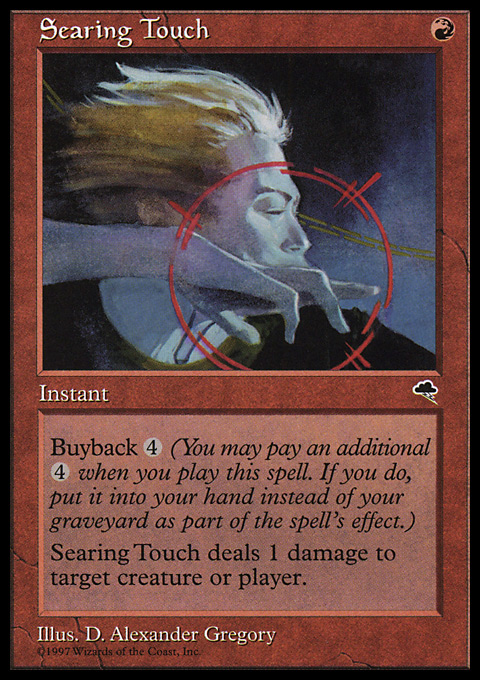 Searing Touch
Instant
Buyback 4 (You may pay an additional
4 when you play this spell. If you do,
put it into your hand instead of your
graveyard as part of the spell's effect.)
Searing Touch deals 1 damage to
target creature or player.
Illus. D. Alexander Gregory
©1997 Wizards of the Coast, Inc.